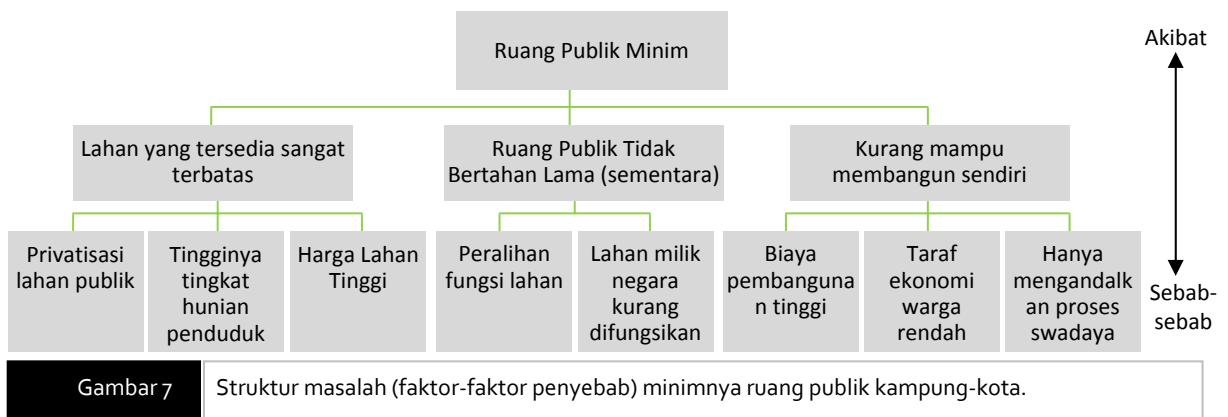 Ruang Publik Minim
Akibat
Lahan yang tersedia sangat
terbatas
Ruang Publik Tidak
Bertahan Lama (sementara)
Kurang mampu
membangun sendiri
Privatisasi
lahan publik
Tingginya
tingkat
hunian
penduduk
Harga Lahan
Tinggi
Peralihan
fungsi lahan
Lahan milik
negara
kurang
difungsikan
Biaya
pembanguna
n tinggi
Taraf
ekonomi
warga
rendah
Hanya
mengandalk
an proses
swadaya
Sebab-
sebab
Gambar 7
Struktur masalah (faktor-faktor penyebab) minimnya ruang publik kampung-kota.